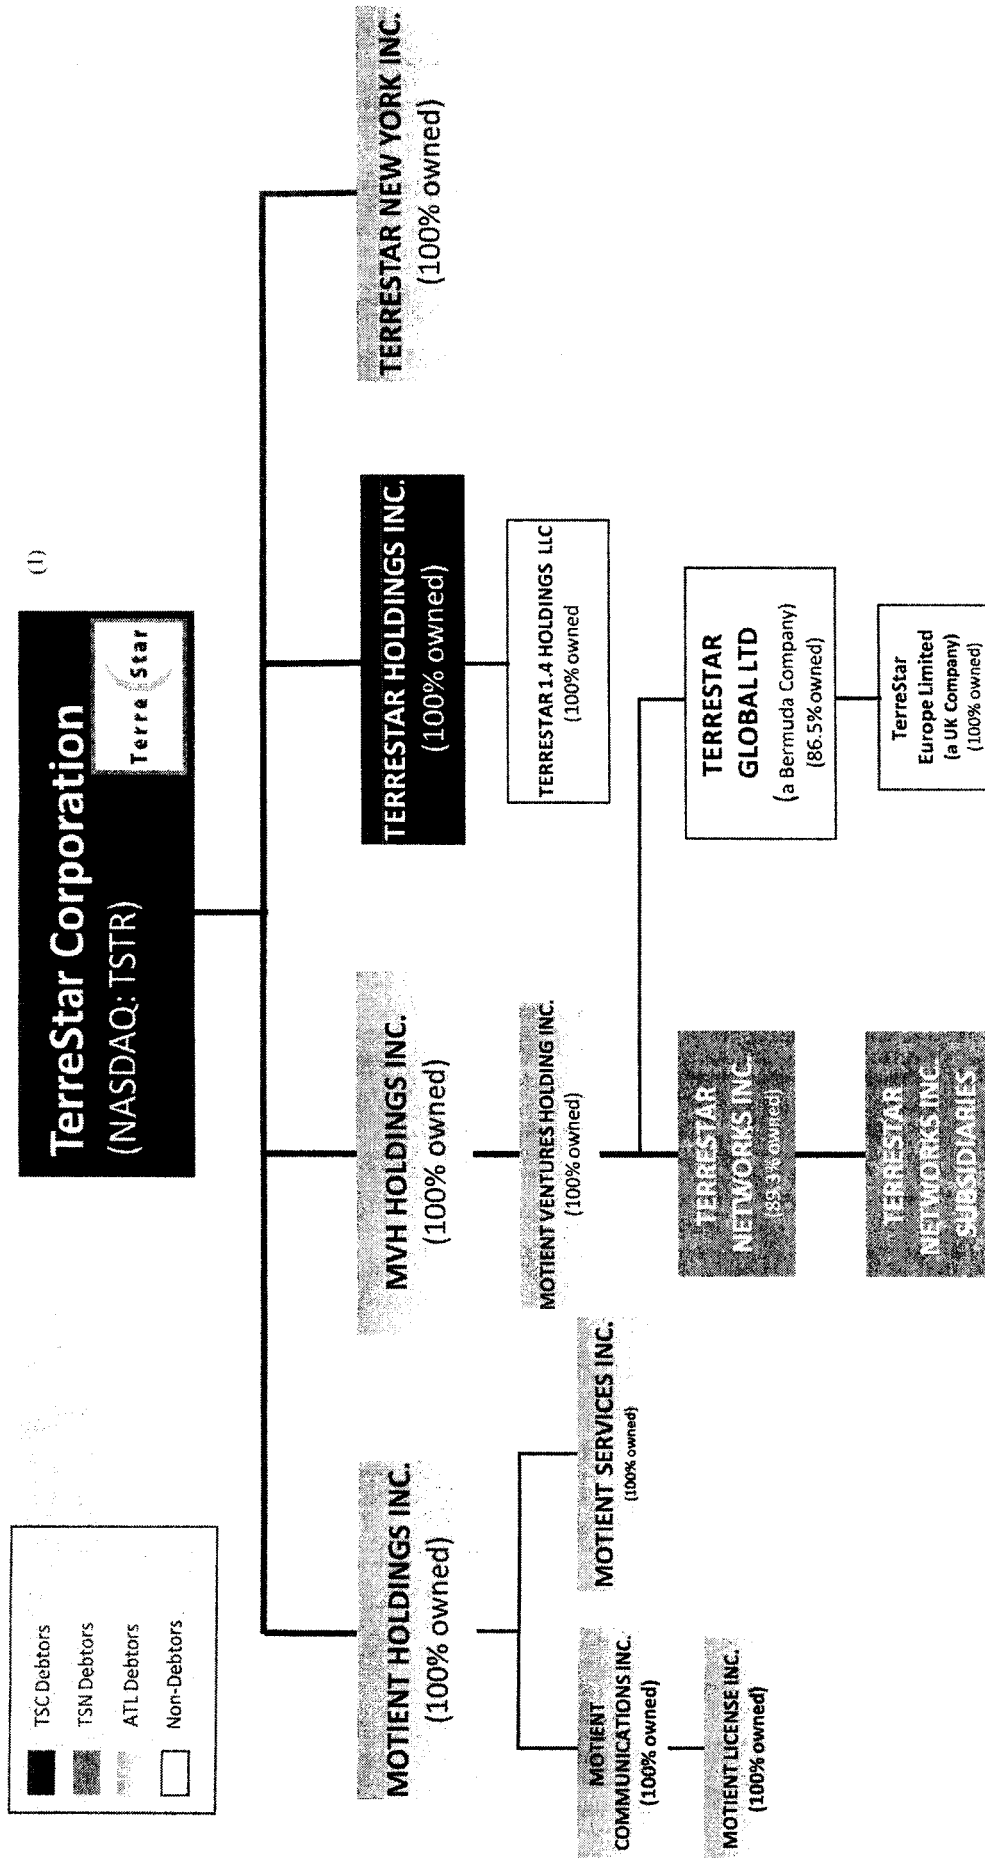 TSC Debtors
TSN Debtors
ATL Debtors
Non-Debtors
TerreStar Corporation
(NASDAQ: TSTR)
Terre Star
(1)
MOTIENT HOLDINGS INC.
(100% owned)
MVH HOLDINGS INC.
(100% owned)
TERRESTAR HOLDINGS INC.
(100% owned)
TERRESTAR NEW YORK INC.
(100% owned)
MOTIENT
COMMUNICATIONS INC.
(100% owned)
MOTIENT SERVICES INC.
(100% owned)
MOTIENT VENTURES HOLDING INC.
(100% owned)
TERRESTAR 1.4 HOLDINGS LLC
(100% owned
MOTIENT LICENSE INC.
(100% owned)
TERRESTAR
NETWORKS INC.
(89.3% owned)
TERRESTAR
GLOBAL LTD
(a Bermuda Company)
(86.5% owned)
TERRESTAR
NETWORKS INC.
SUBSIDIARIES
TerreStar
Europe Limited
(a UK Company)
(100% owned)